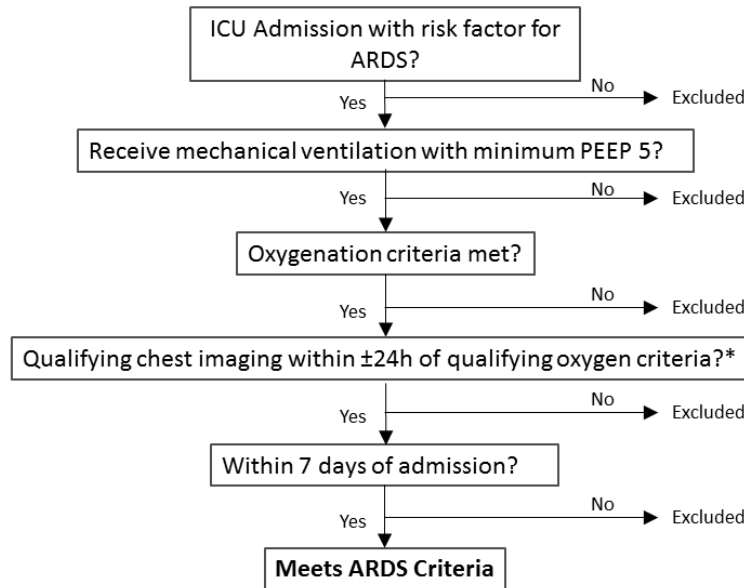 ICU Admission with risk factor for
ARDS?
No
Yes
Excluded
Receive mechanical ventilation with minimum PEEP 5?
No
Yes
Excluded
Oxygenation criteria met?
No
Yes
Excluded
Qualifying chest imaging within ±24h of qualifying oxygen criteria?*
No
Yes
Excluded
Within 7 days of admission?
No
Yes
Excluded
Meets ARDS Criteria